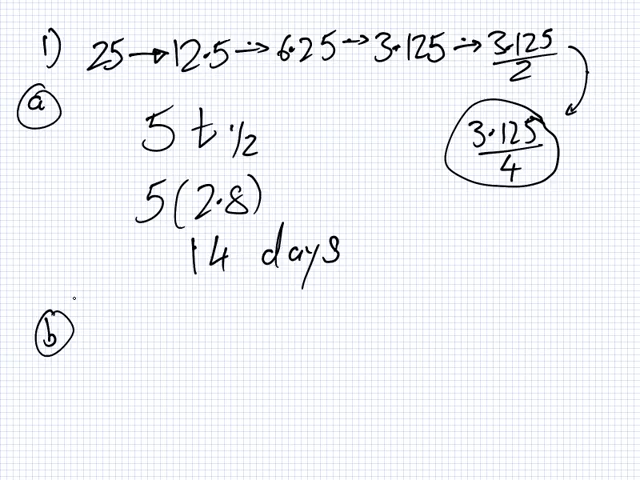 1) 25 → 12.5 → 6.25 → 3.125 → 3.125/2
a
3.125/4
5 t 1/2
5 (2.8)
14 days
b